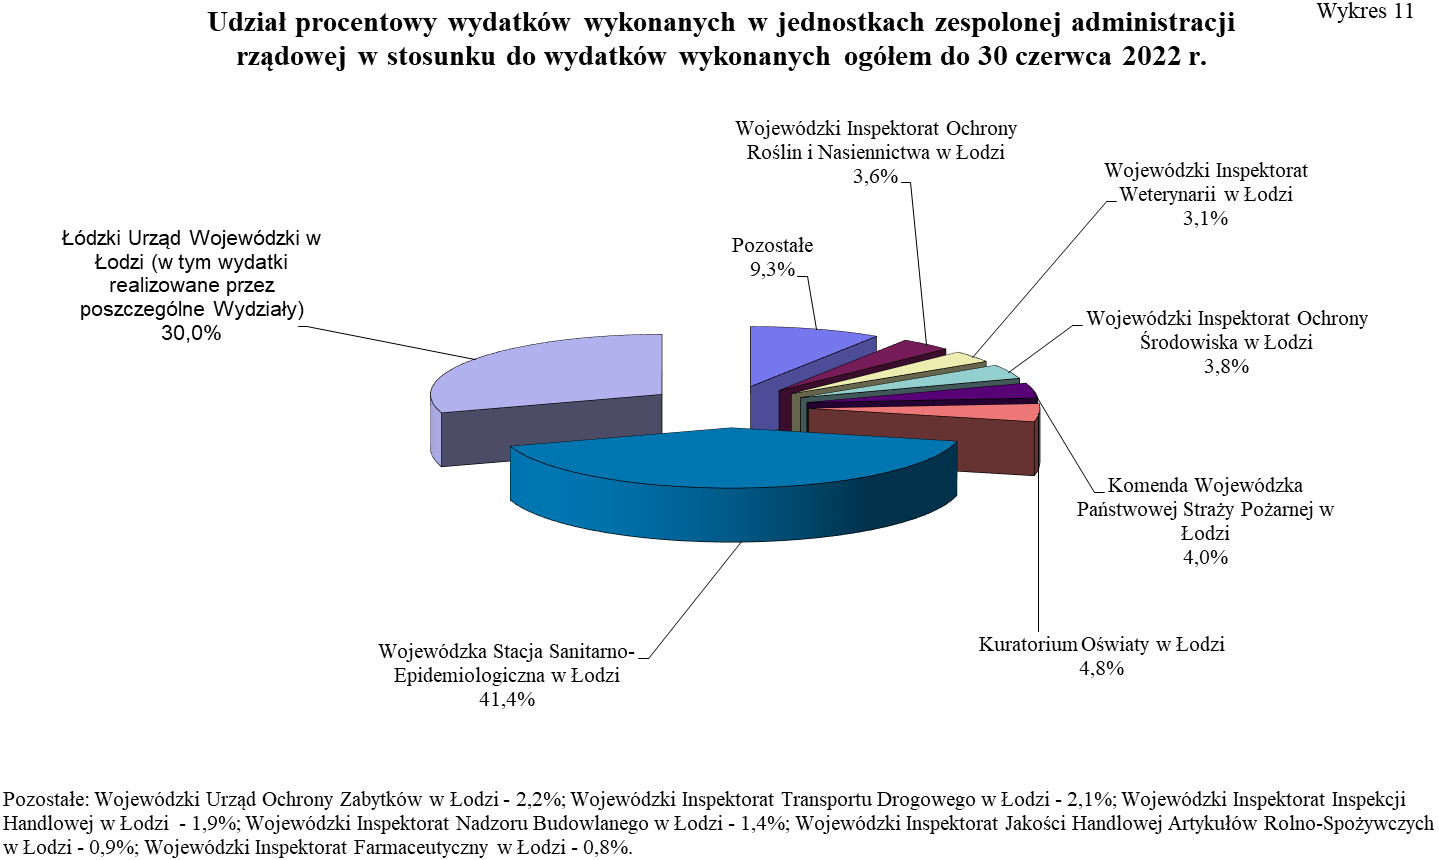 Wykres 11
Udział procentowy wydatków wykonanych w jednostkach zespolonej administracji
rządowej w stosunku do wydatków wykonanych ogółem do 30 czerwca 2022 r.
Wojewódzki Inspektorat Ochrony
Roślin i Nasiennictwa w Łodzi
3,6%
Wojewódzki Inspektorat
Weterynarii w Łodzi
3,1%
Łódzki Urząd Wojewódzki w
Łodzi (w tym wydatki
realizowane przez
poszczególne Wydziały)
30,0%
Pozostałe
9,3%
Wojewódzki Inspektorat Ochrony
Środowiska w Łodzi
3,8%
Komenda Wojewódzka
Państwowej Straży Pożarnej w
Łodzi
4,0%
Kuratorium Oświaty w Łodzi
4,8%
Wojewódzka Stacja Sanitarno-
Epidemiologiczna w Łodzi
41,4%
Pozostałe: Wojewódzki Urząd Ochrony Zabytków w Łodzi - 2,2%; Wojewódzki Inspektorat Transportu Drogowego w Łodzi - 2,1%; Wojewódzki Inspektorat Inspekcji
Handlowej w Łodzi - 1,9%; Wojewódzki Inspektorat Nadzoru Budowlanego w Łodzi - 1,4%; Wojewódzki Inspektorat Jakości Handlowej Artykułów Rolno-Spożywczych
w Łodzi - 0,9%; Wojewódzki Inspektorat Farmaceutyczny w Łodzi - 0,8%.